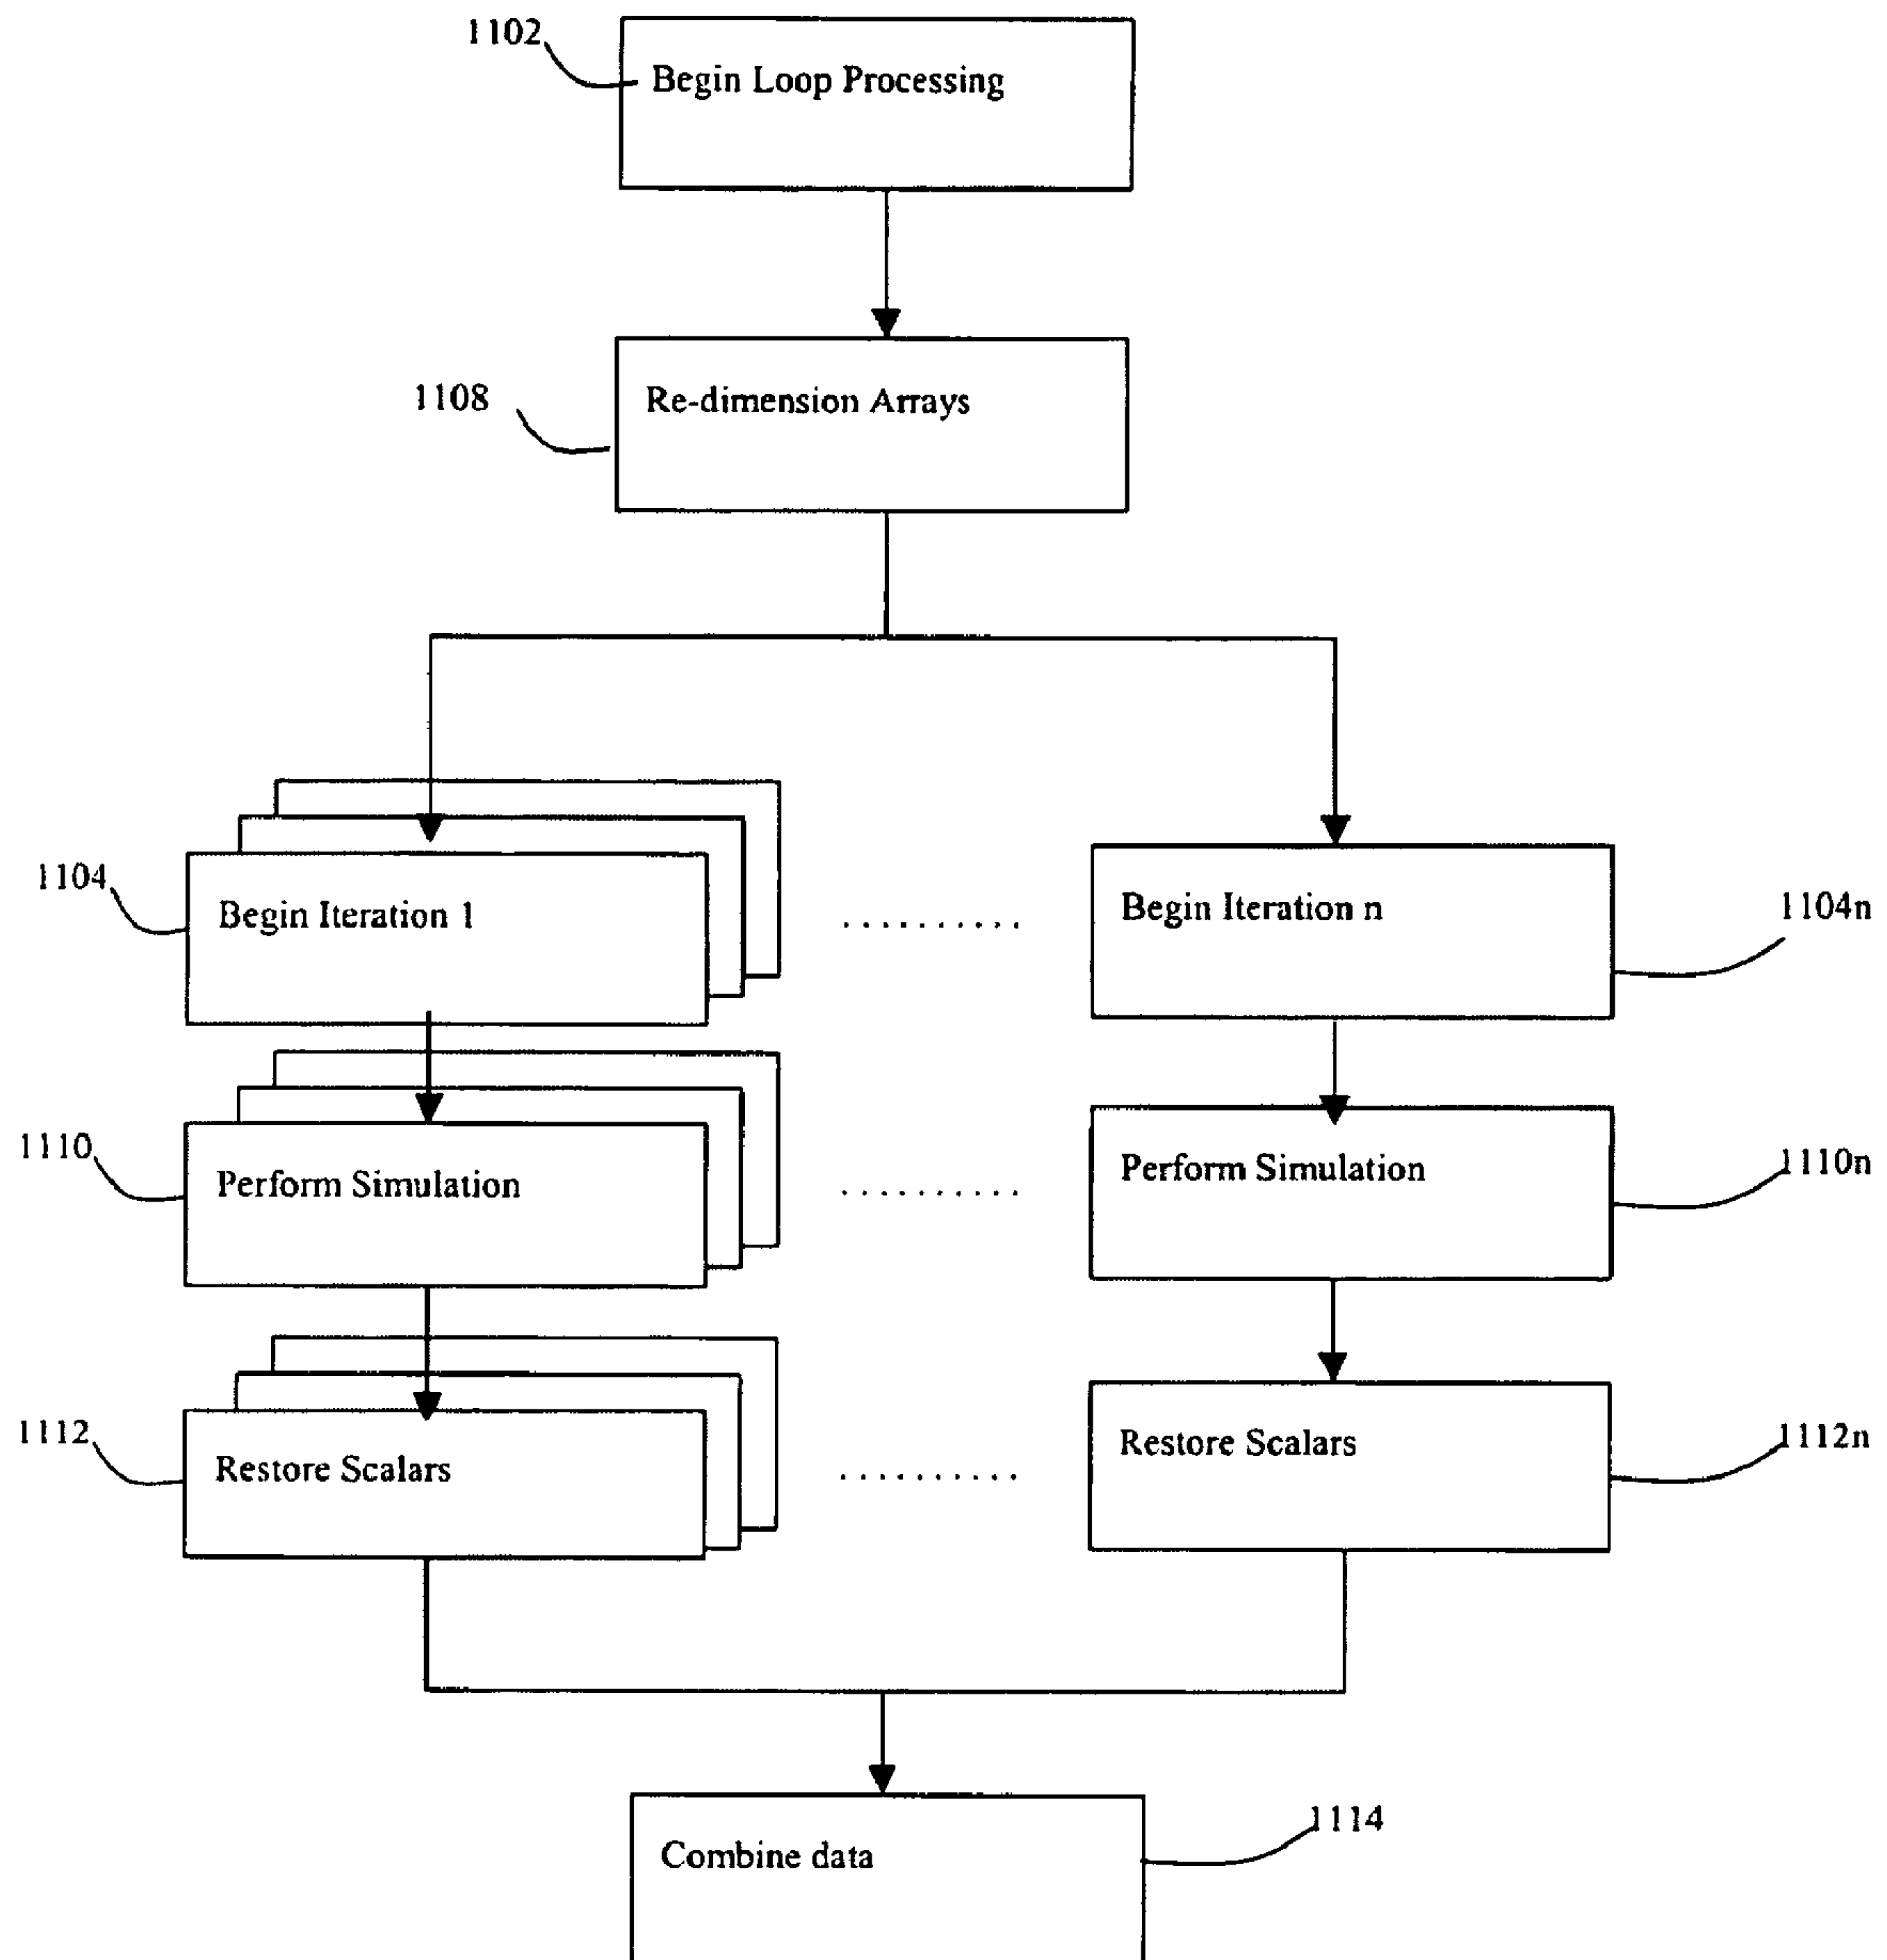 1102
Begin Loop Processing
1108
Re-dimension Arrays
1104
Begin Iteration 1
..........
Begin Iteration n
1104n
1110
Perform Simulation
..........
Perform Simulation
1110n
1112
Restore Scalars
..........
Restore Scalars
1112n
Combine data
1114